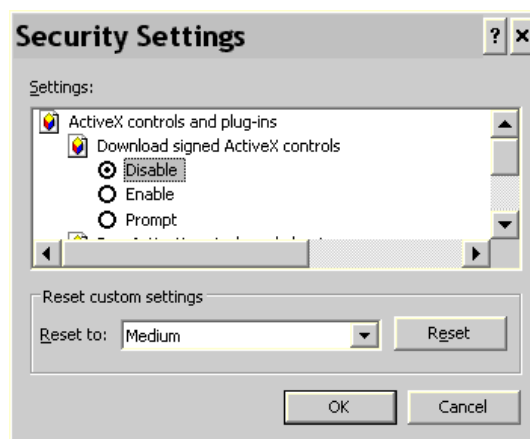 Security Settings
? ×
Settings:
ActiveX controls and plug-ins
Download signed ActiveX controls
Disable
Enable
Prompt
Reset custom settings
Reset to: Medium Reset
OK Cancel